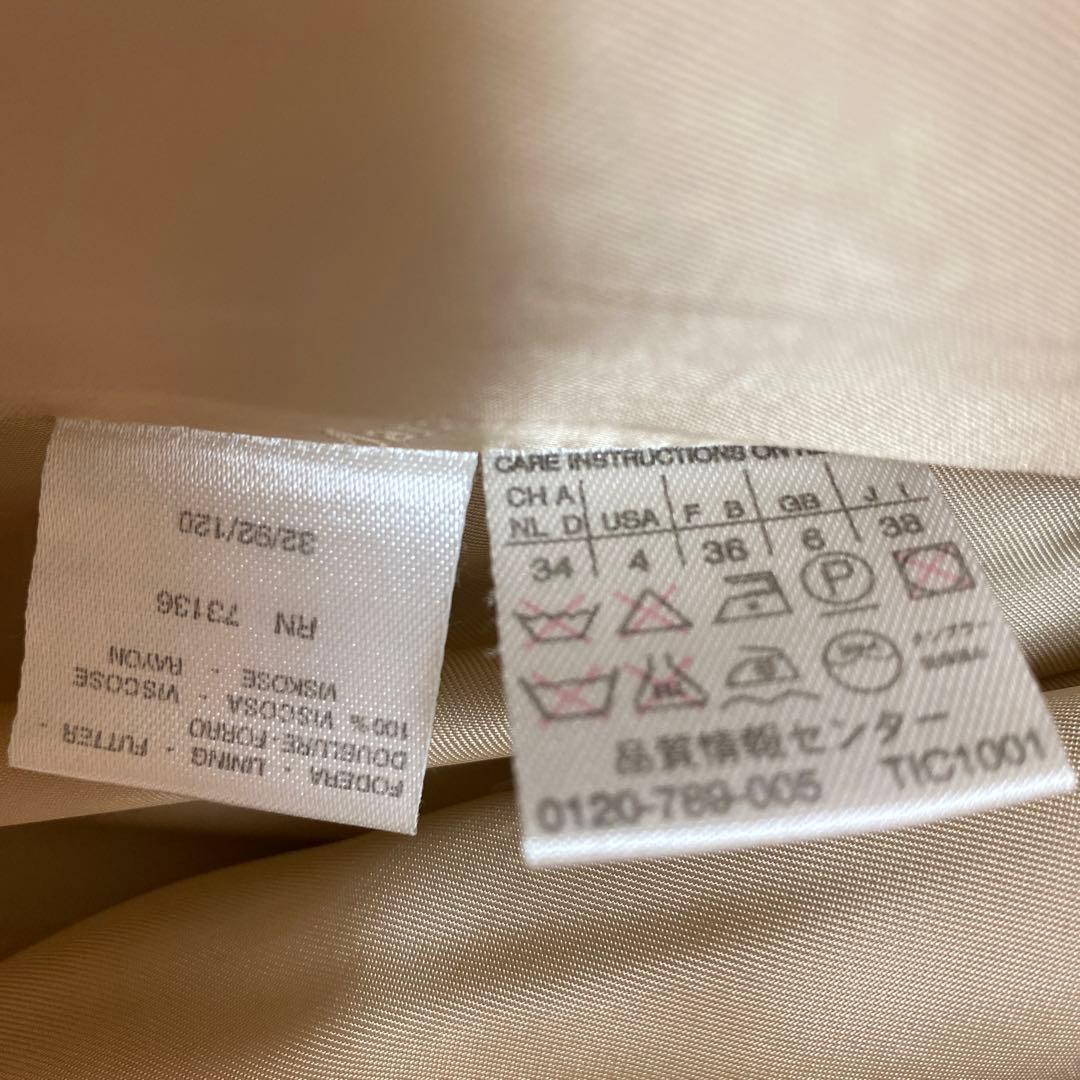 FODERA - LINING - FUTTER -
DOUBLURE-FORRO
100% VISCOSA - VISCOSE
VISKOSE - RAYON
RN 73136
32/92/120
CARE INSTRUCTIONS ON
CH A
NL D USA F B GB J I
34 4 36 6 38
P
品質情報センター
0120-789-005 TIC1001